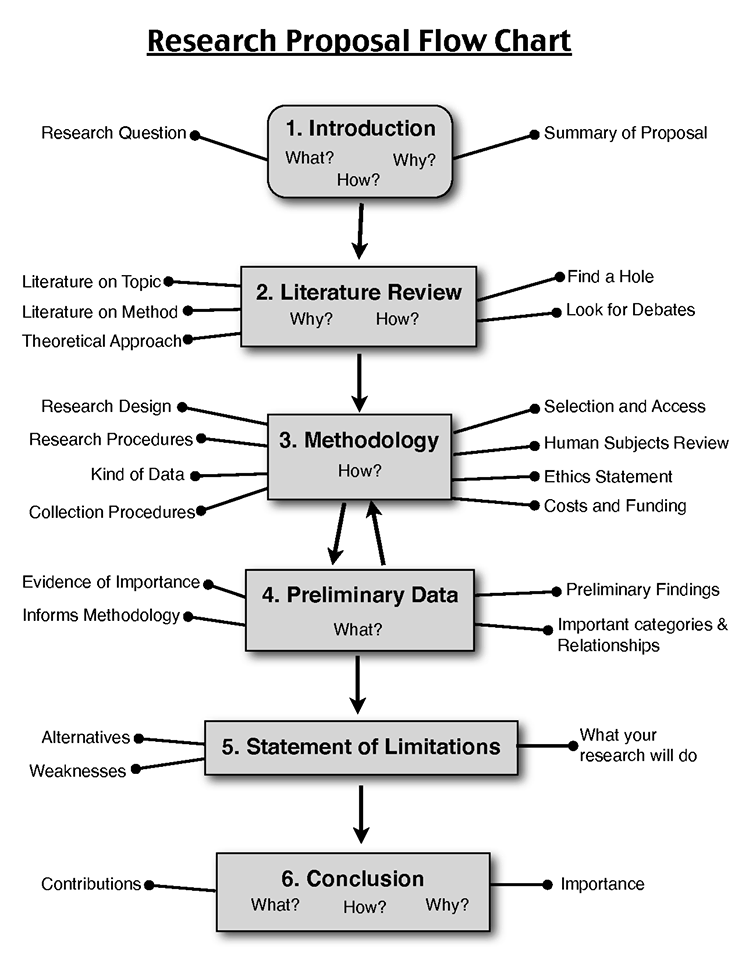 Research Proposal Flow Chart
1. Introduction
Research Question
Summary of Proposal
What?
Why?
How?
2. Literature Review
Why?
How?
Literature on Topic
Literature on Method
Theoretical Approach
Find a Hole
Look for Debates
3. Methodology
How?
Research Design
Research Procedures
Kind of Data
Collection Procedures
Selection and Access
Human Subjects Review
Ethics Statement
Costs and Funding
4. Preliminary Data
What?
Evidence of Importance
Informs Methodology
Preliminary Findings
Important categories &
Relationships
5. Statement of Limitations
Alternatives
Weaknesses
What your
research will do
6. Conclusion
What?
How?
Why?
Contributions
Importance